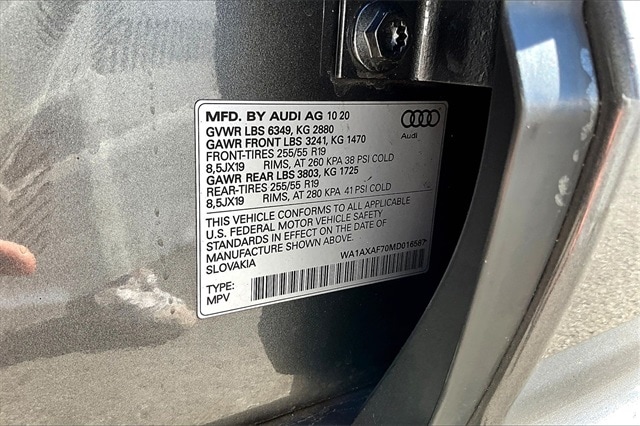 MFD. BY AUDI AG 10 20
GVWR LBS 6349, KG 2880
GAWR FRONT LBS 3241, KG 1470
FRONT-TIRES 255/55 R19
8,5JX19 RIMS, AT 260 KPA 38 PSI COLD
GAWR REAR LBS 3803, KG 1725
REAR-TIRES 255/55 R19
8,5JX19 RIMS, AT 280 KPA 41 PSI COLD
Audi
THIS VEHICLE CONFORMS TO ALL APPLICABLE
U.S. FEDERAL MOTOR VEHICLE SAFETY
STANDARDS IN EFFECT ON THE DATE OF
MANUFACTURE SHOWN ABOVE.
SLOVAKIA
*WA1AXAF70MD016567*
TYPE:
MPV